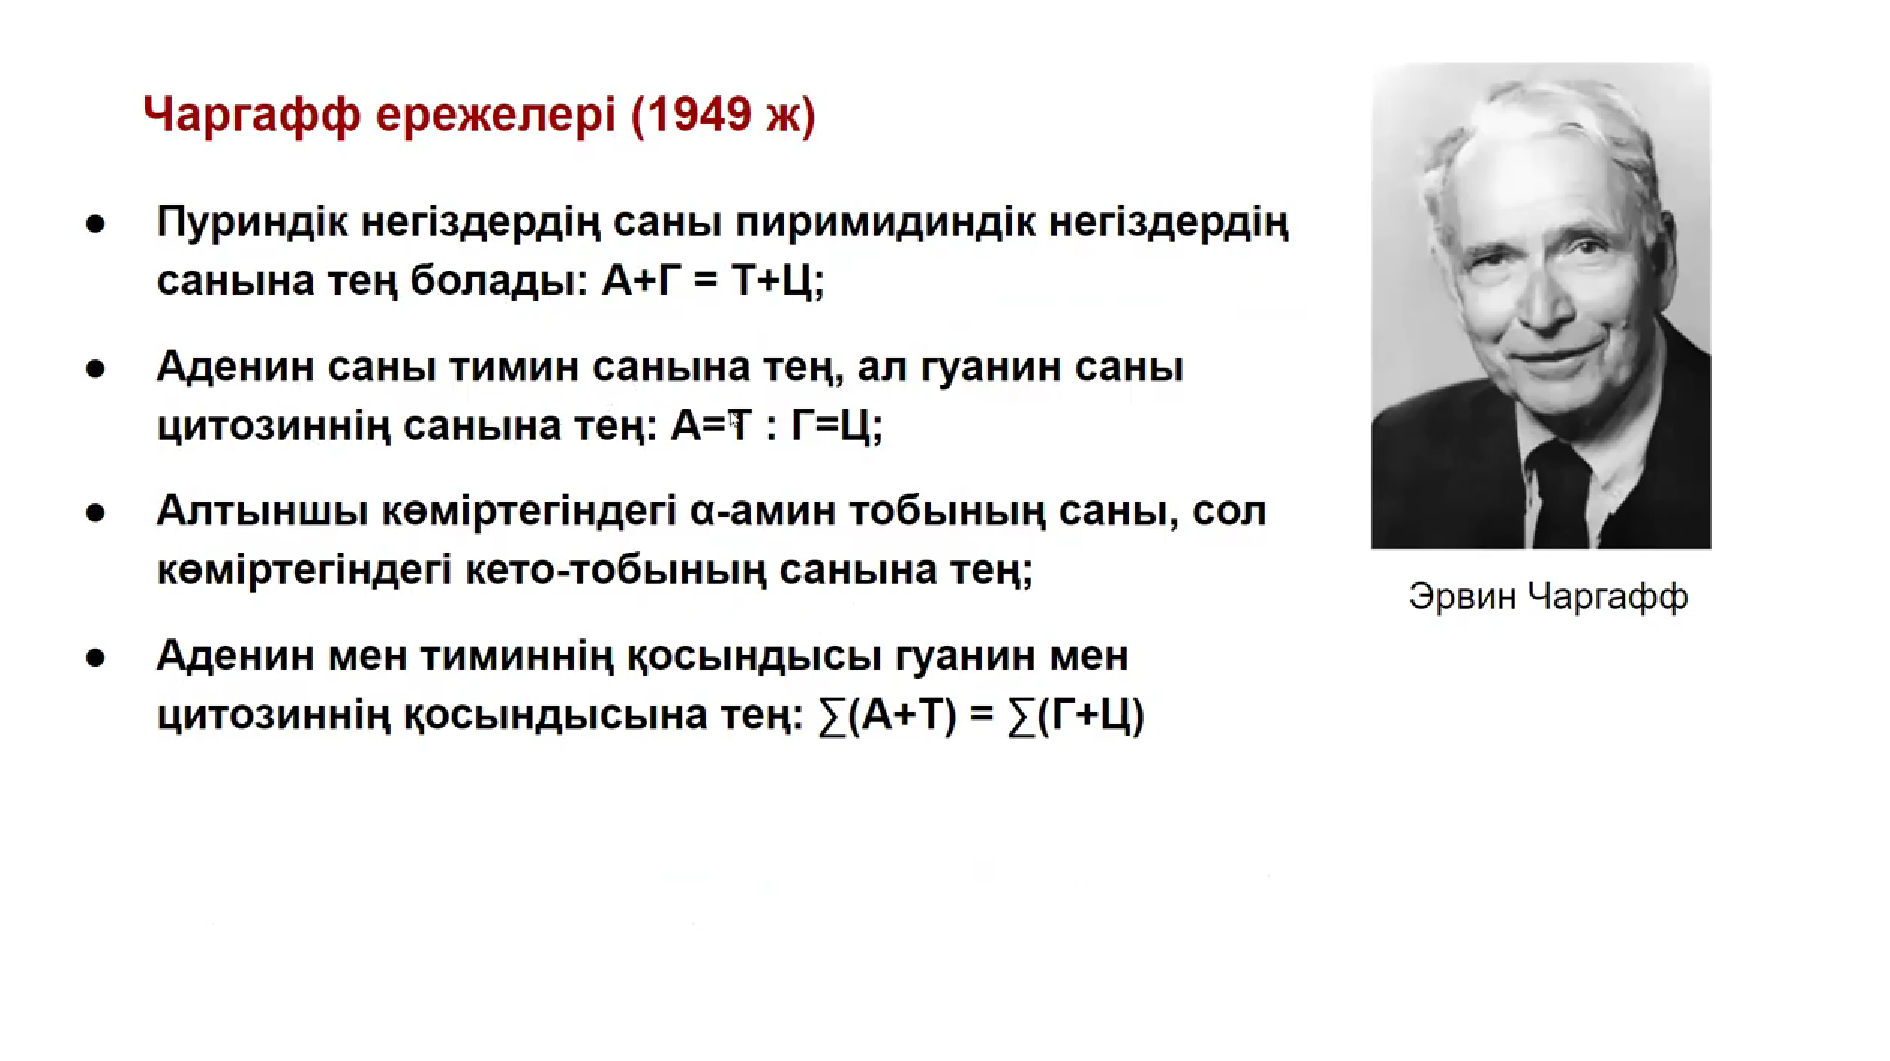 Чаргафф ережелері (1949 ж)
● Пуриндік негіздердің саны пиримидиндік негіздердің
санына тең болады: А+Г = Т+Ц;
● Аденин саны тимин санына тең, ал гуанин саны
цитозиннің санына тең: А=Т : Г=Ц;
● Алтыншы көміртегіндегі α-амин тобының саны, сол
көміртегіндегі кето-тобының санына тең;
● Аденин мен тиминнің қосындысы гуанин мен
цитозиннің қосындысына тең: ∑(А+Т) = ∑(Г+Ц)
Эрвин Чаргафф